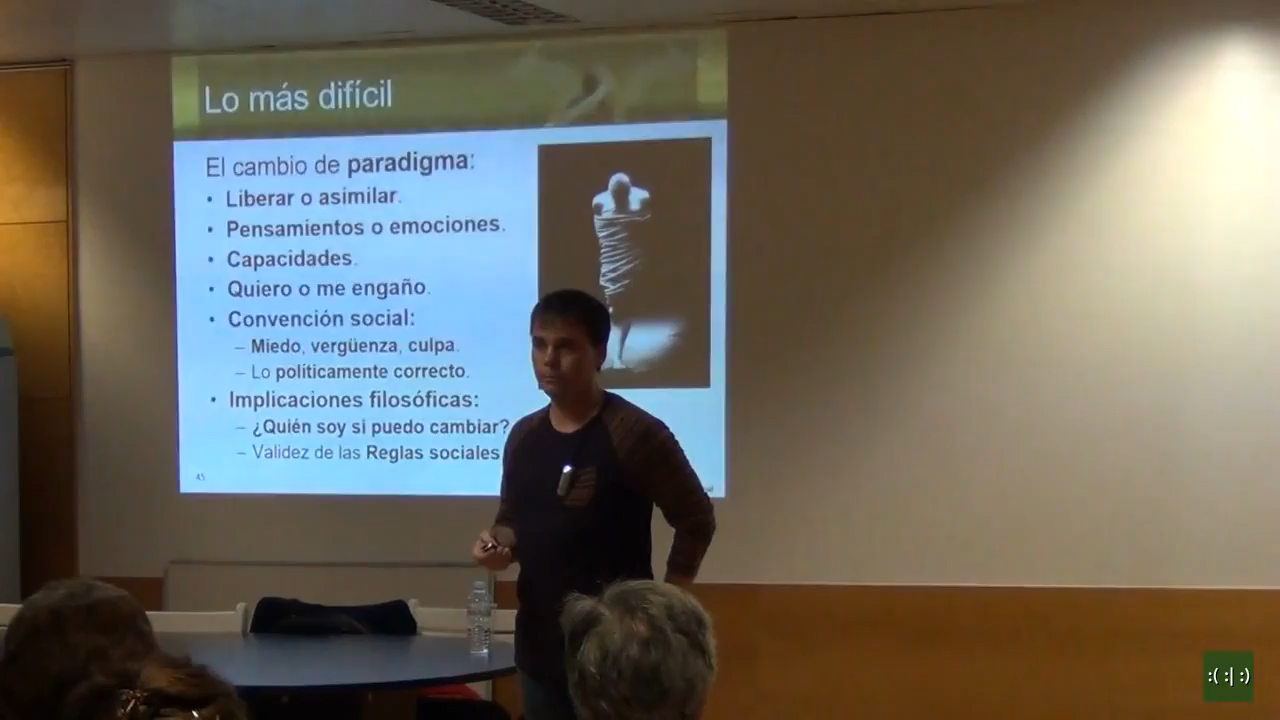 Lo más difícil
El cambio de paradigma:
• Liberar o asimilar.
• Pensamientos o emociones.
• Capacidades.
• Quiero o me engaño.
• Convención social:
– Miedo, vergüenza, culpa.
– Lo políticamente correcto.
• Implicaciones filosóficas:
– ¿Quién soy si puedo cambiar?
– Validez de las Reglas sociales
45
:( :| :)